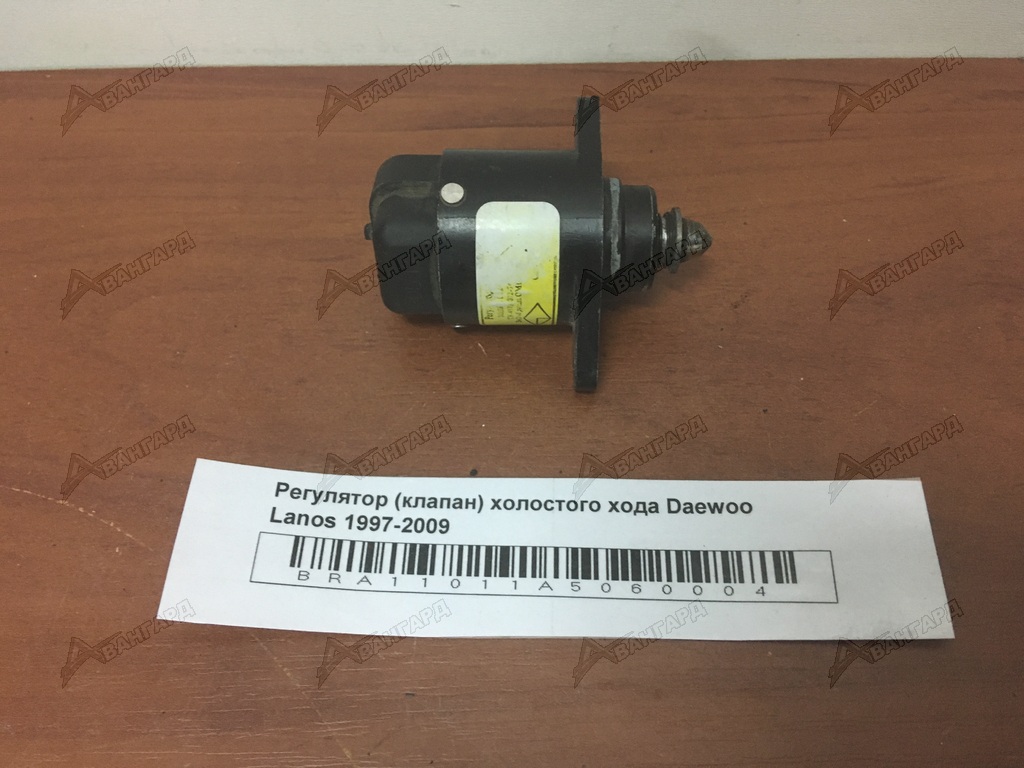 АВАНГАРД
Регулятор (клапан) холостого хода Daewoo
Lanos 1997-2009
BRA11011A5060004